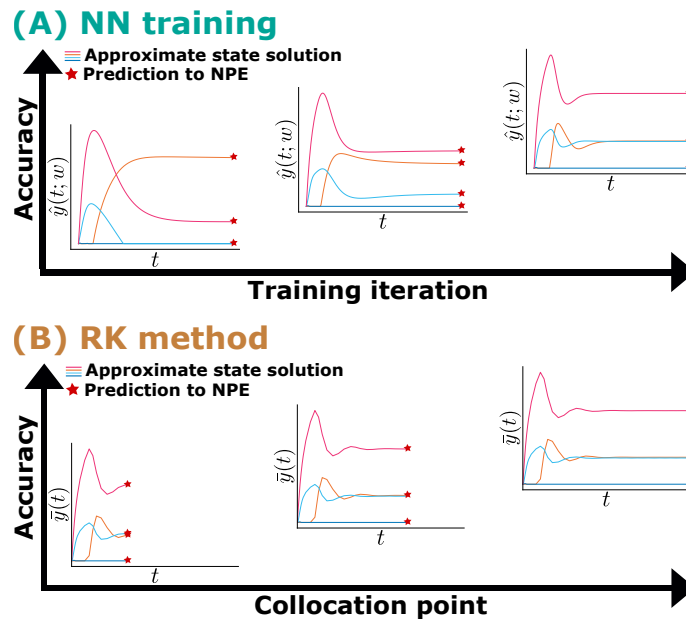 (A) NN training
Approximate state solution
Prediction to NPE
Accuracy
ŷ(t; w)
t
ŷ(t; w)
t
ŷ(t; w)
t
Training iteration
(B) RK method
Approximate state solution
Prediction to NPE
Accuracy
ȳ(t)
t
ȳ(t)
t
ȳ(t)
t
Collocation point